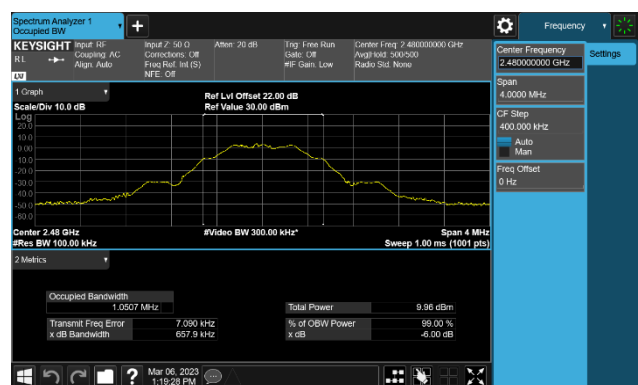 Spectrum Analyzer 1
Occupied BW
Frequency
KEYSIGHT
Input: RF
Coupling: AC
Align: Auto
Input Z: 50 Ω
Corrections: Off
Freq Ref: Int (S)
NFE: Off
Atten: 20 dB
Trig: Free Run
Gate: Off
#IF Gain: Low
Center Freq: 2.480000000 GHz
Avg|Hold: 500/500
Radio Std: None
R L
LXI
Center Frequency
2.480000000 GHz
Settings
Span
4.0000 MHz
CF Step
400.000 kHz
Auto
Man
Freq Offset
0 Hz
1 Graph
Scale/Div 10.0 dB
Ref Lvl Offset 22.00 dB
Ref Value 30.00 dBm
Log
20.0
10.0
0.00
-10.0
-20.0
-30.0
-40.0
-50.0
-60.0
Center 2.48 GHz
#Video BW 300.00 kHz*
Span 4 MHz
#Res BW 100.00 kHz
Sweep 1.00 ms (1001 pts)
2 Metrics
Occupied Bandwidth
1.0507 MHz
Total Power 9.96 dBm
Transmit Freq Error 7.090 kHz
% of OBW Power 99.00 %
x dB Bandwidth 657.9 kHz
x dB -6.00 dB
?
Mar 06, 2023
1:19:28 PM